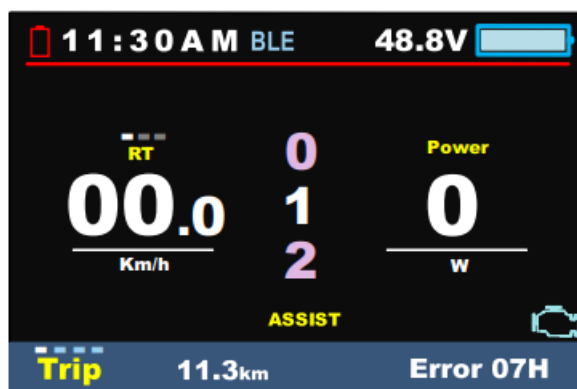 11:30AM BLE 48.8V
RT 0 Power
00.0 1 0
Km/h 2 W
ASSIST
Trip 11.3km Error 07H